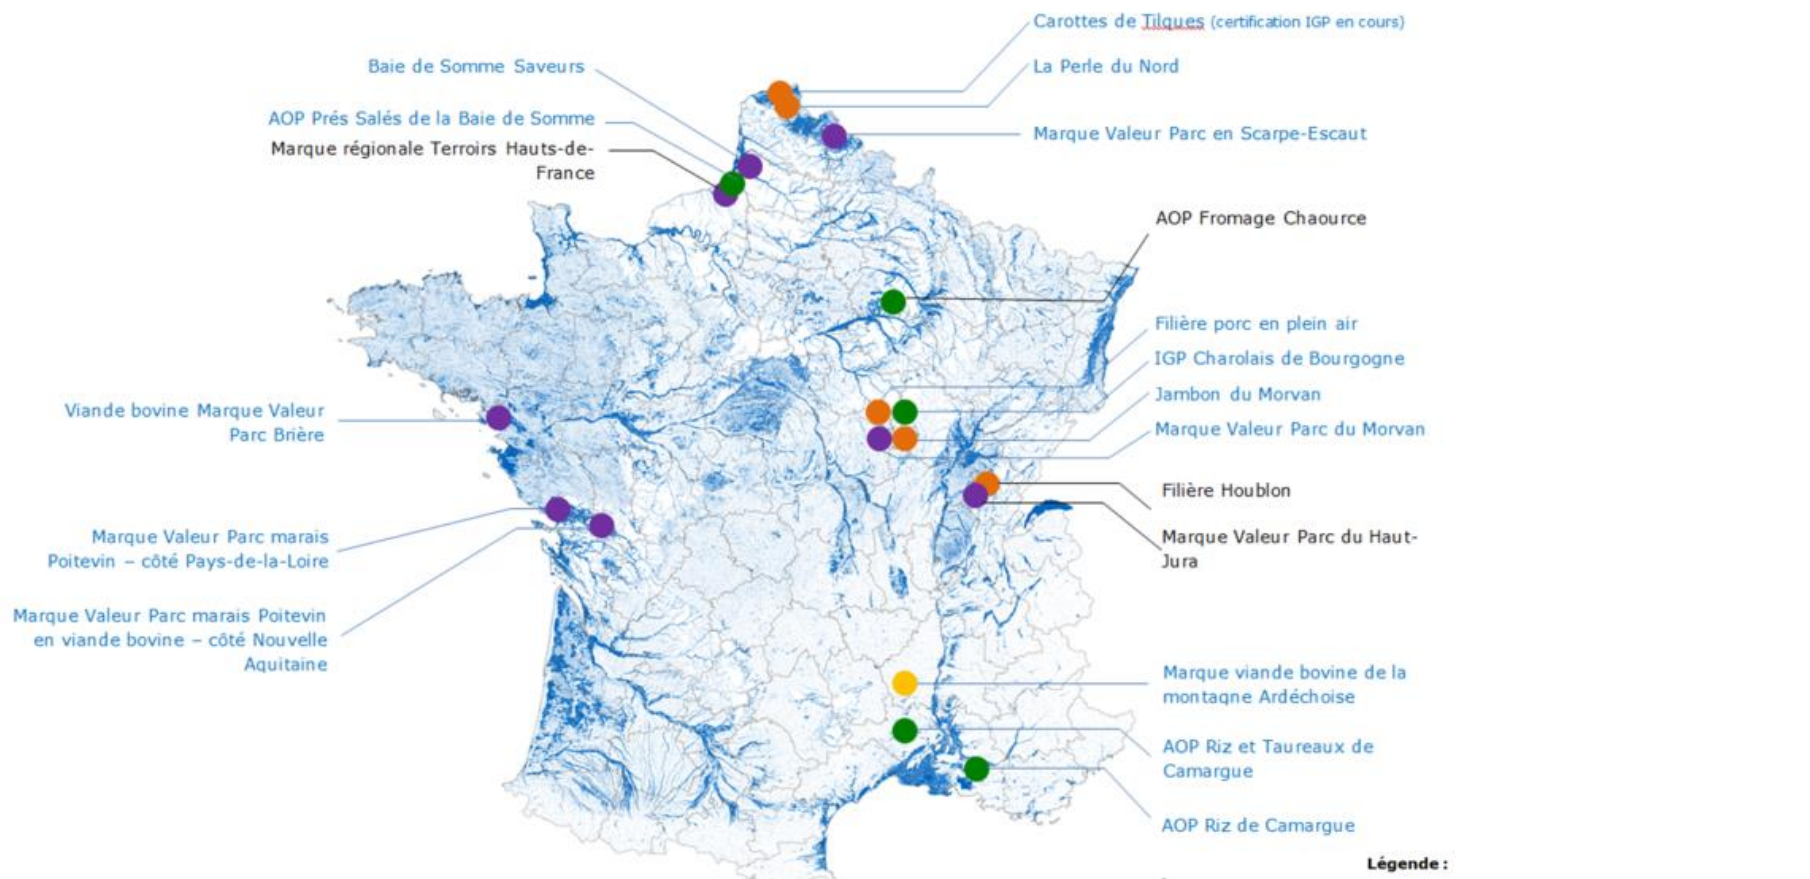 Carottes de Tilques (certification IGP en cours)
Baie de Somme Saveurs
La Perle du Nord
AOP Prés Salés de la Baie de Somme
Marque Valeur Parc en Scarpe-Escaut
Marque régionale Terroirs Hauts-de-
France
AOP Fromage Chaource
Filière porc en plein air
IGP Charolais de Bourgogne
Jambon du Morvan
Marque Valeur Parc du Morvan
Viande bovine Marque Valeur
Parc Brière
Filière Houblon
Marque Valeur Parc du Haut-
Jura
Marque Valeur Parc marais
Poitevin – côté Pays-de-la-Loire
Marque Valeur Parc marais Poitevin
en viande bovine – côté Nouvelle
Aquitaine
Marque viande bovine de la
montagne Ardéchoise
AOP Riz et Taureaux de
Camargue
AOP Riz de Camargue
Légende :